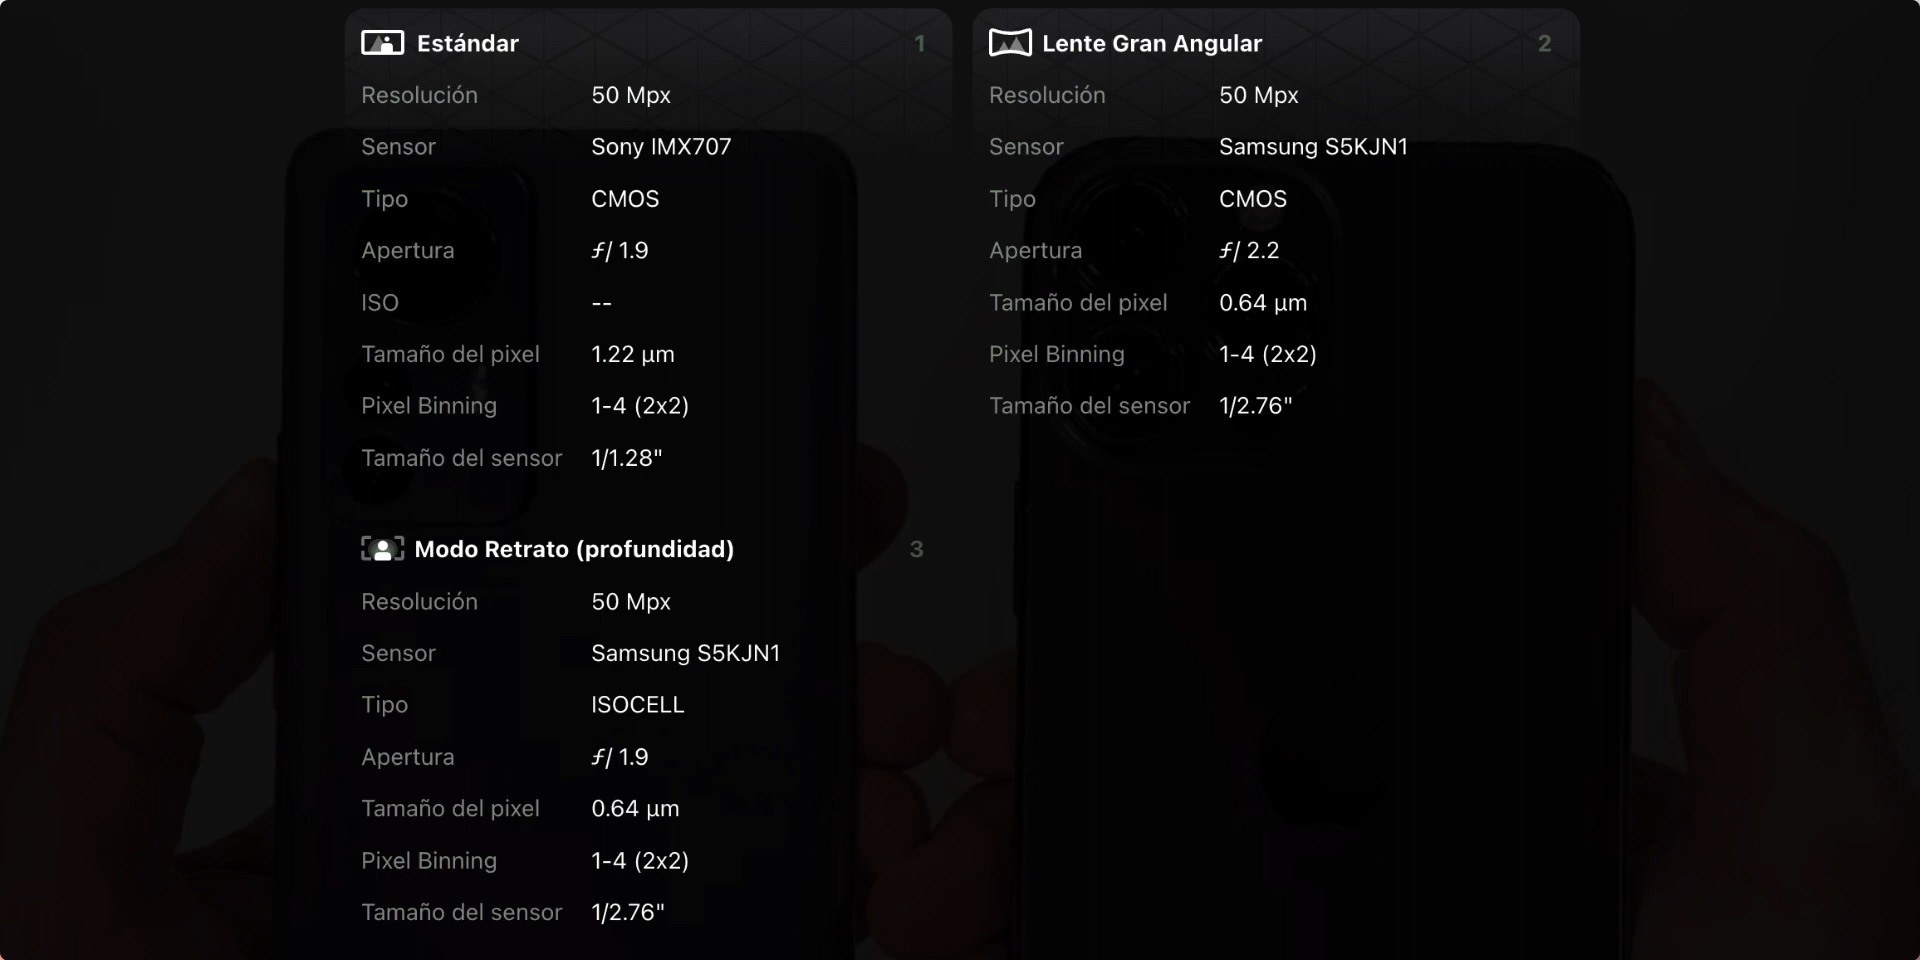 Estándar 1
Resolución 50 Mpx
Sensor Sony IMX707
Tipo CMOS
Apertura ƒ/ 1.9
ISO --
Tamaño del pixel 1.22 µm
Pixel Binning 1-4 (2x2)
Tamaño del sensor 1/1.28"
Lente Gran Angular 2
Resolución 50 Mpx
Sensor Samsung S5KJN1
Tipo CMOS
Apertura ƒ/ 2.2
Tamaño del pixel 0.64 µm
Pixel Binning 1-4 (2x2)
Tamaño del sensor 1/2.76"
Modo Retrato (profundidad) 3
Resolución 50 Mpx
Sensor Samsung S5KJN1
Tipo ISOCELL
Apertura ƒ/ 1.9
Tamaño del pixel 0.64 µm
Pixel Binning 1-4 (2x2)
Tamaño del sensor 1/2.76"